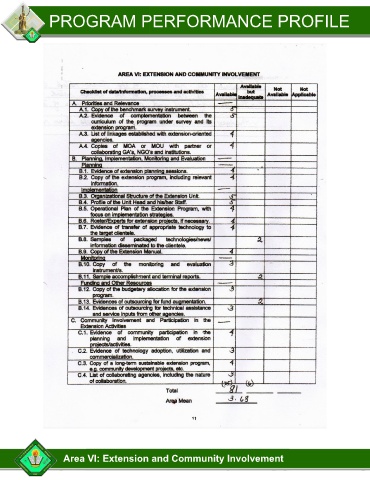 PROGRAM PERFORMANCE PROFILE
AREA VI: EXTENSION AND COMMUNITY INVOLVEMENT
Checklist of data/information, processes and activities
Available
Available but inadequate
Not Available
Not Applicable
A. Priorities and Relevance
A.1. Copy of the benchmark survey instrument. 5
A.2. Evidence of complementation between the 5
curriculum of the program under survey and its
extension program.
A.3. List of linkages established with extension-oriented 4
agencies.
A.4. Copies of MOA or MOU with partner or 4
collaborating GA's, NGO's and institutions.
B. Planning, Implementation, Monitoring and Evaluation
Planning
B.1. Evidence of extension planning sessions. 4
B.2. Copy of the extension program, including relevant 4
information.
Implementation
B.3. Organizational Structure of the Extension Unit. 5
B.4. Profile of the Unit Head and his/her Staff. 5
B.5. Operational Plan of the Extension Program, with 4
focus on implementation strategies.
B.6. Roster/Experts for extension projects, if necessary. 4
B.7. Evidence of transfer of appropriate technology to 4
the target clientele.
B.8. Samples of packaged technologies/news/ 2
information disseminated to the clientele.
B.9. Copy of the Extension Manual. 4
Monitoring
B.10. Copy of the monitoring and evaluation 3
instrument/s.
B.11. Sample accomplishment and terminal reports. 2
Funding and Other Resources
B.12. Copy of the budgetary allocation for the extension 3
program.
B.13. Evidences of outsourcing for fund augmentation. 2
B.14. Evidences of outsourcing for technical assistance 3
and service inputs from other agencies.
C. Community Involvement and Participation in the
Extension Activities
C.1. Evidence of community participation in the 4
planning and implementation of extension
projects/activities.
C.2. Evidence of technology adoption, utilization and 3
commercialization.
C.3. Copy of a long-term sustainable extension program, 4
e.g. community development projects, etc.
C.4. List of collaborating agencies, including the nature 3
of collaboration.
(75) (6)
Total 81
Area Mean 3.68
11
Area VI: Extension and Community Involvement